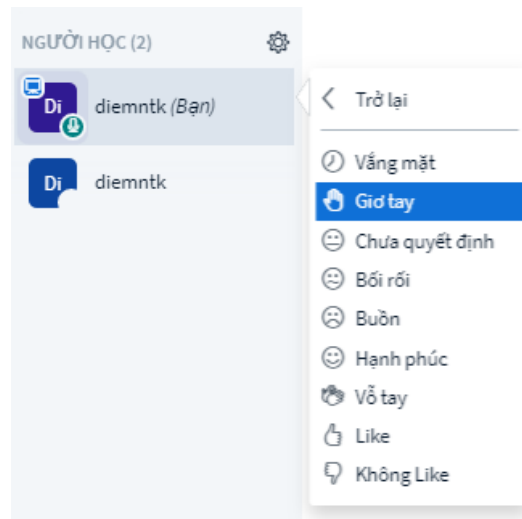 NGƯỜI HỌC (2)
Di diemntk (Bạn)
Di diemntk
Trở lại
Vắng mặt
Giơ tay
Chưa quyết định
Bối rối
Buồn
Hạnh phúc
Vỗ tay
Like
Không Like